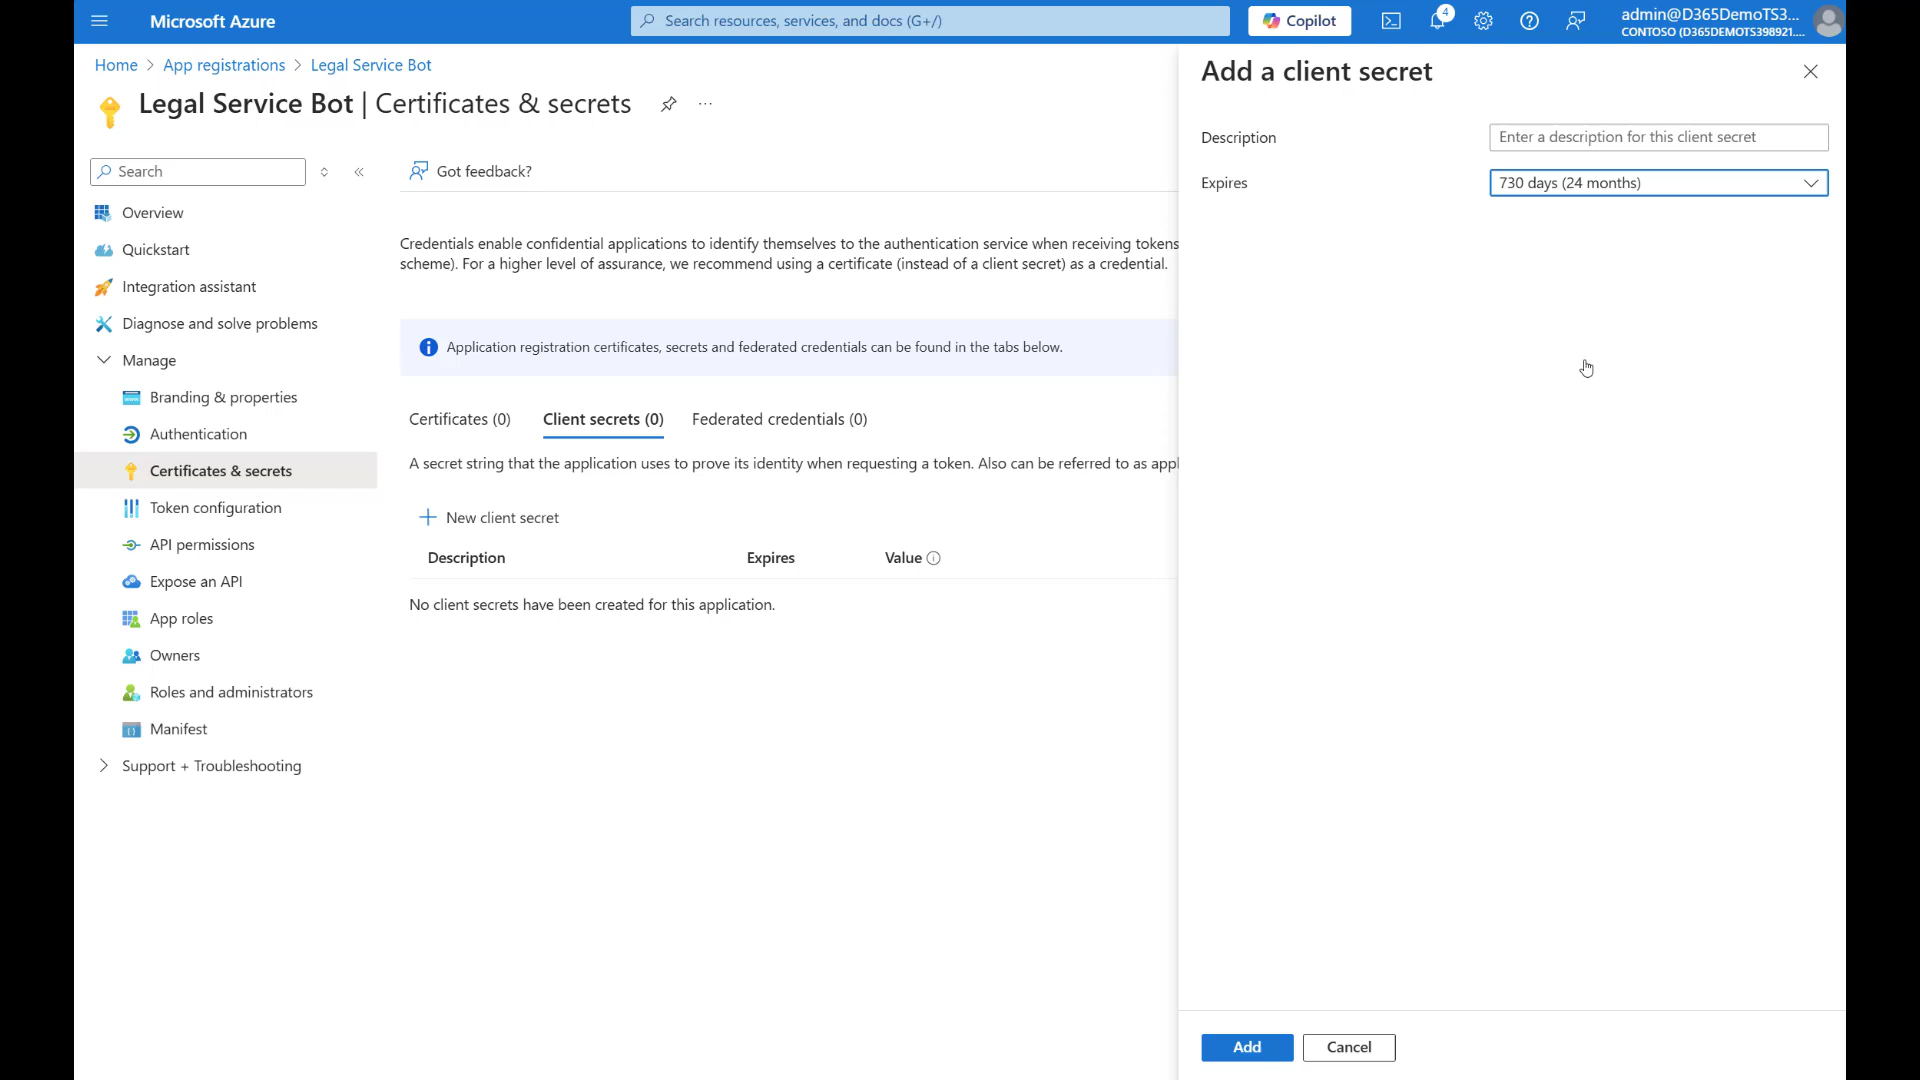 Microsoft Azure
Search resources, services, and docs (G+/)
Copilot
4
admin@D365DemoTS3...
CONTOSO (D365DEMOTS398921....
Home > App registrations > Legal Service Bot
Legal Service Bot | Certificates & secrets
Search
Got feedback?
Overview
Quickstart
Integration assistant
Diagnose and solve problems
Manage
Branding & properties
Authentication
Certificates & secrets
Token configuration
API permissions
Expose an API
App roles
Owners
Roles and administrators
Manifest
Support + Troubleshooting
Credentials enable confidential applications to identify themselves to the authentication service when receiving tokens
scheme). For a higher level of assurance, we recommend using a certificate (instead of a client secret) as a credential.
Application registration certificates, secrets and federated credentials can be found in the tabs below.
Certificates (0) Client secrets (0) Federated credentials (0)
A secret string that the application uses to prove its identity when requesting a token. Also can be referred to as appl
New client secret
Description Expires Value
No client secrets have been created for this application.
Add a client secret
Description
Enter a description for this client secret
Expires
730 days (24 months)
Add
Cancel